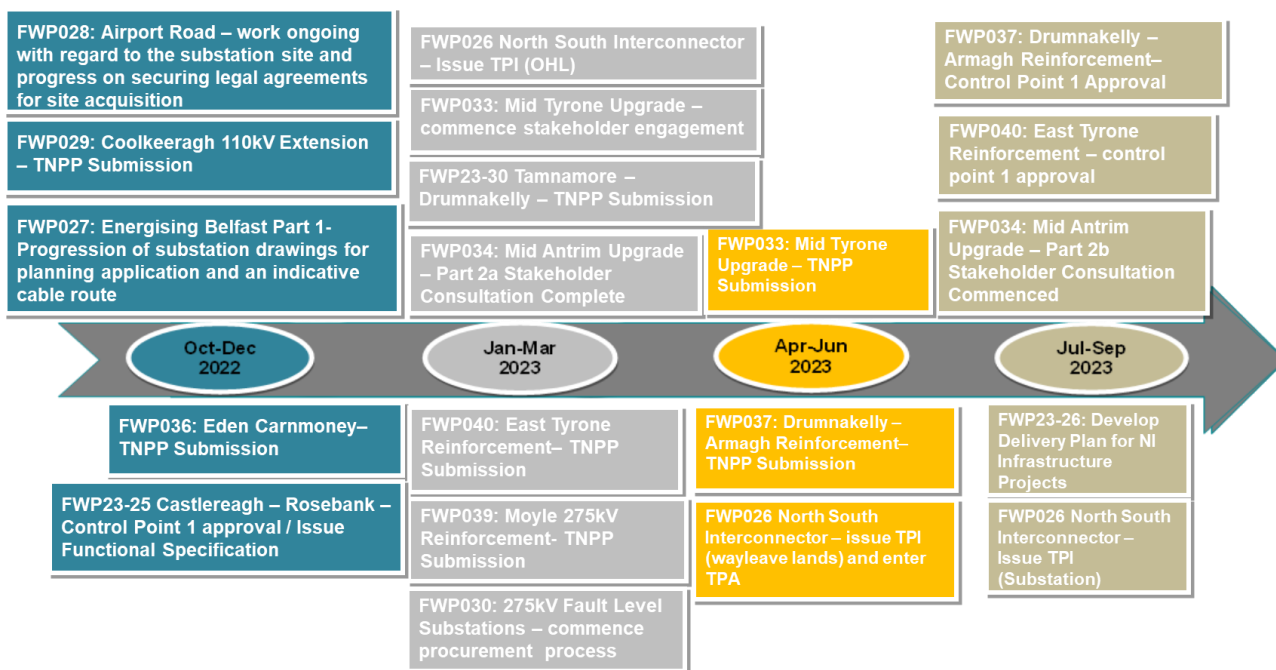 FWP028: Airport Road – work ongoing
with regard to the substation site and
progress on securing legal agreements
for site acquisition
FWP029: Coolkeeragh 110kV Extension
– TNPP Submission
FWP027: Energising Belfast Part 1-
Progression of substation drawings for
planning application and an indicative
cable route
FWP026 North South Interconnector
– Issue TPI (OHL)
FWP033: Mid Tyrone Upgrade –
commence stakeholder engagement
FWP23-30 Tamnamore –
Drumnakelly – TNPP Submission
FWP034: Mid Antrim Upgrade
– Part 2a Stakeholder
Consultation Complete
FWP033: Mid Tyrone
Upgrade – TNPP
Submission
FWP037: Drumnakelly –
Armagh Reinforcement–
Control Point 1 Approval
FWP040: East Tyrone
Reinforcement – control
point 1 approval
FWP034: Mid Antrim
Upgrade – Part 2b
Stakeholder Consultation
Commenced
Oct-Dec
2022
Jan-Mar
2023
Apr-Jun
2023
Jul-Sep
2023
FWP036: Eden Carnmoney–
TNPP Submission
FWP23-25 Castlereagh – Rosebank –
Control Point 1 approval / Issue
Functional Specification
FWP040: East Tyrone
Reinforcement– TNPP
Submission
FWP039: Moyle 275kV
Reinforcement- TNPP
Submission
FWP030: 275kV Fault Level
Substations – commence
procurement process
FWP037: Drumnakelly –
Armagh Reinforcement–
TNPP Submission
FWP026 North South
Interconnector – issue TPI
(wayleave lands) and enter
TPA
FWP23-26: Develop
Delivery Plan for NI
Infrastructure
Projects
FWP026 North South
Interconnector –
Issue TPI
(Substation)